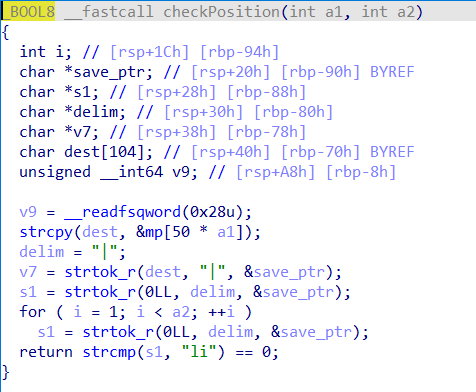 _BOOL8 __fastcall checkPosition(int a1, int a2)
{
  int i; // [rsp+1Ch] [rbp-94h]
  char *save_ptr; // [rsp+20h] [rbp-90h] BYREF
  char *s1; // [rsp+28h] [rbp-88h]
  char *delim; // [rsp+30h] [rbp-80h]
  char *v7; // [rsp+38h] [rbp-78h]
  char dest[104]; // [rsp+40h] [rbp-70h] BYREF
  unsigned __int64 v9; // [rsp+A8h] [rbp-8h]

  v9 = __readfsqword(0x28u);
  strcpy(dest, &mp[50 * a1]);
  delim = "|";
  v7 = strtok_r(dest, "|", &save_ptr);
  s1 = strtok_r(0LL, delim, &save_ptr);
  for ( i = 1; i < a2; ++i )
    s1 = strtok_r(0LL, delim, &save_ptr);
  return strcmp(s1, "li") == 0;
}